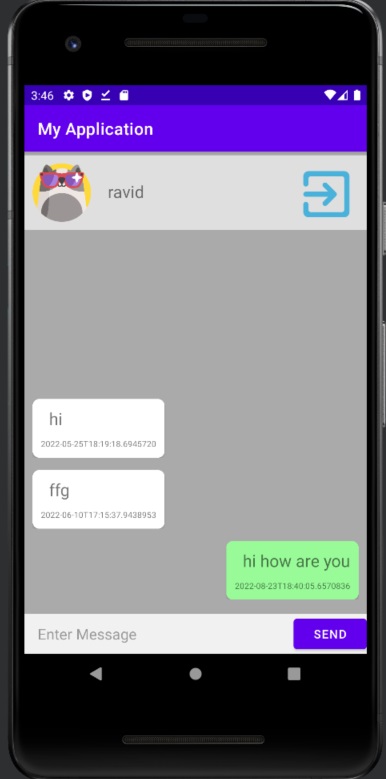 3:46
My Application
ravid
hi
2022-05-25T18:19:18.6945720
ffg
2022-06-10T17:15:37.9438953
hi how are you
2022-08-23T18:40:05.6570836
Enter Message
SEND